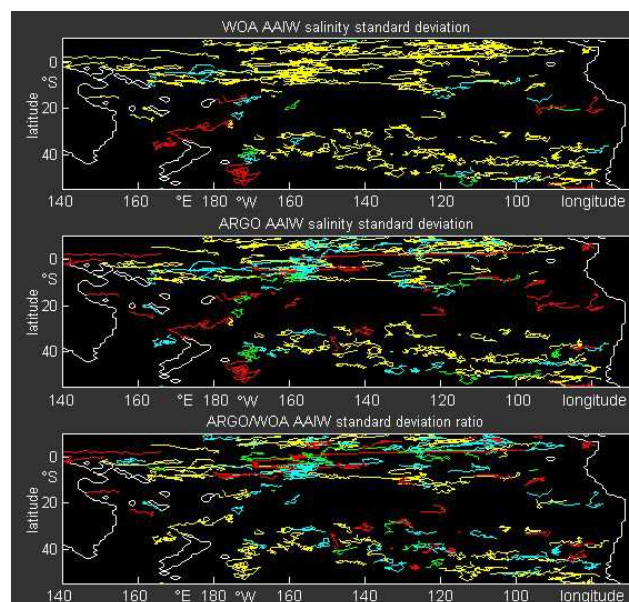 WOA AAIW salinity standard deviation
latitude
0
°S
20
40
140 160 °E 180 °W 160 140 120 100 longitude
ARGO AAIW salinity standard deviation
latitude
0
°S
20
40
140 160 °E 180 °W 160 140 120 100 longitude
ARGO/WOA AAIW standard deviation ratio
latitude
0
°S
20
40
140 160 °E 180 °W 160 140 120 100 longitude